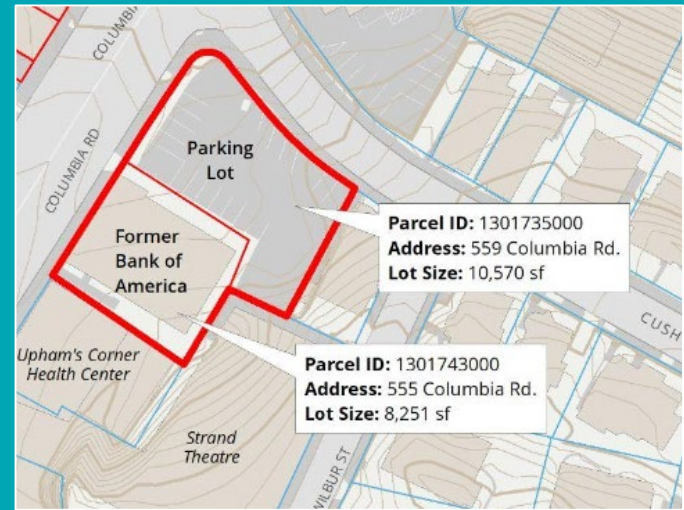 COLUMBIA
COLUMBIA RD
Parking
Lot
Former
Bank of
America
Parcel ID: 1301735000
Address: 559 Columbia Rd.
Lot Size: 10,570 sf
CUSH
Upham's Corner
Health Center
Parcel ID: 1301743000
Address: 555 Columbia Rd.
Lot Size: 8,251 sf
Strand
Theatre
WILBUR ST